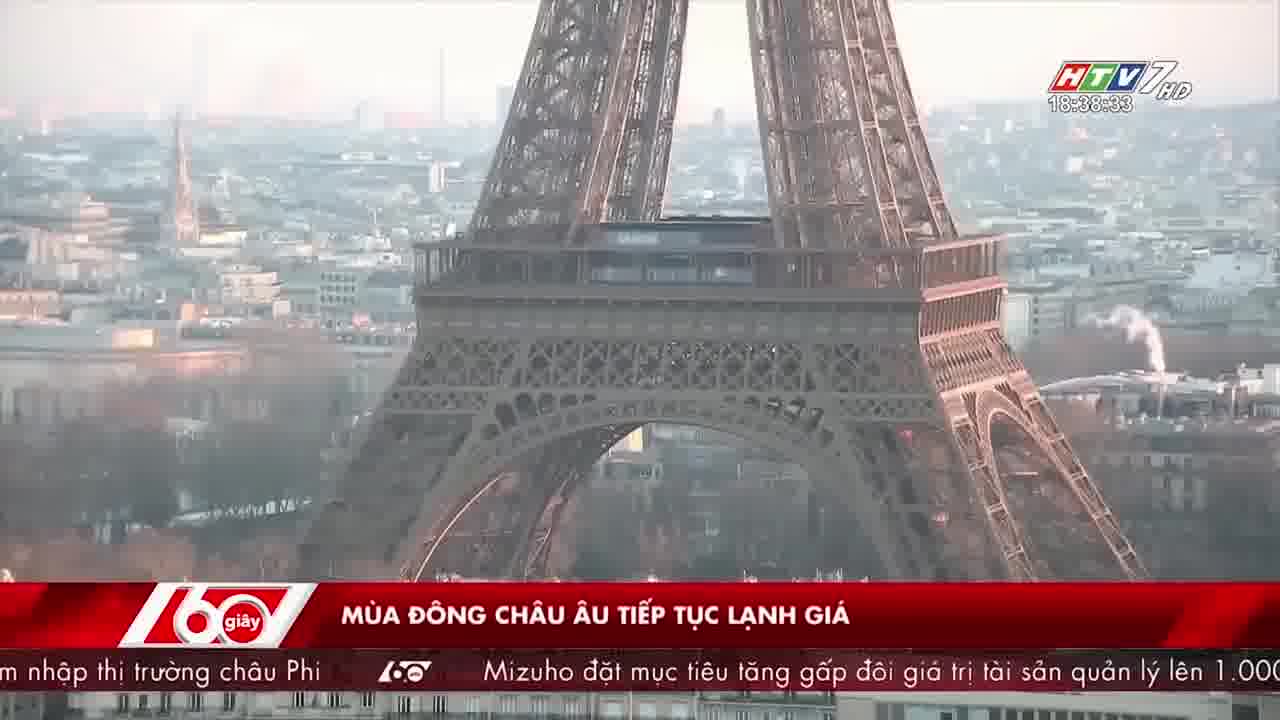 HTV7 HD
18:38:33
60 giây
MÙA ĐÔNG CHÂU ÂU TIẾP TỤC LẠNH GIÁ
nhập thị trường châu Phi 60 Mizuho đặt mục tiêu tăng gấp đôi giá trị tài sản quản lý lên 1.000